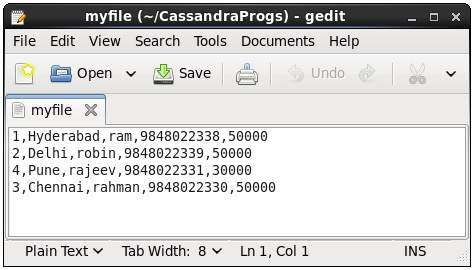 myfile (~/CassandraProgs) - gedit
File Edit View Search Tools Documents Help
Open Save Undo
myfile
1,Hyderabad,ram,9848022338,50000
2,Delhi,robin,9848022339,50000
4,Pune,rajeev,9848022331,30000
3,Chennai,rahman,9848022330,50000
Plain Text Tab Width: 8 Ln 1, Col 1 INS